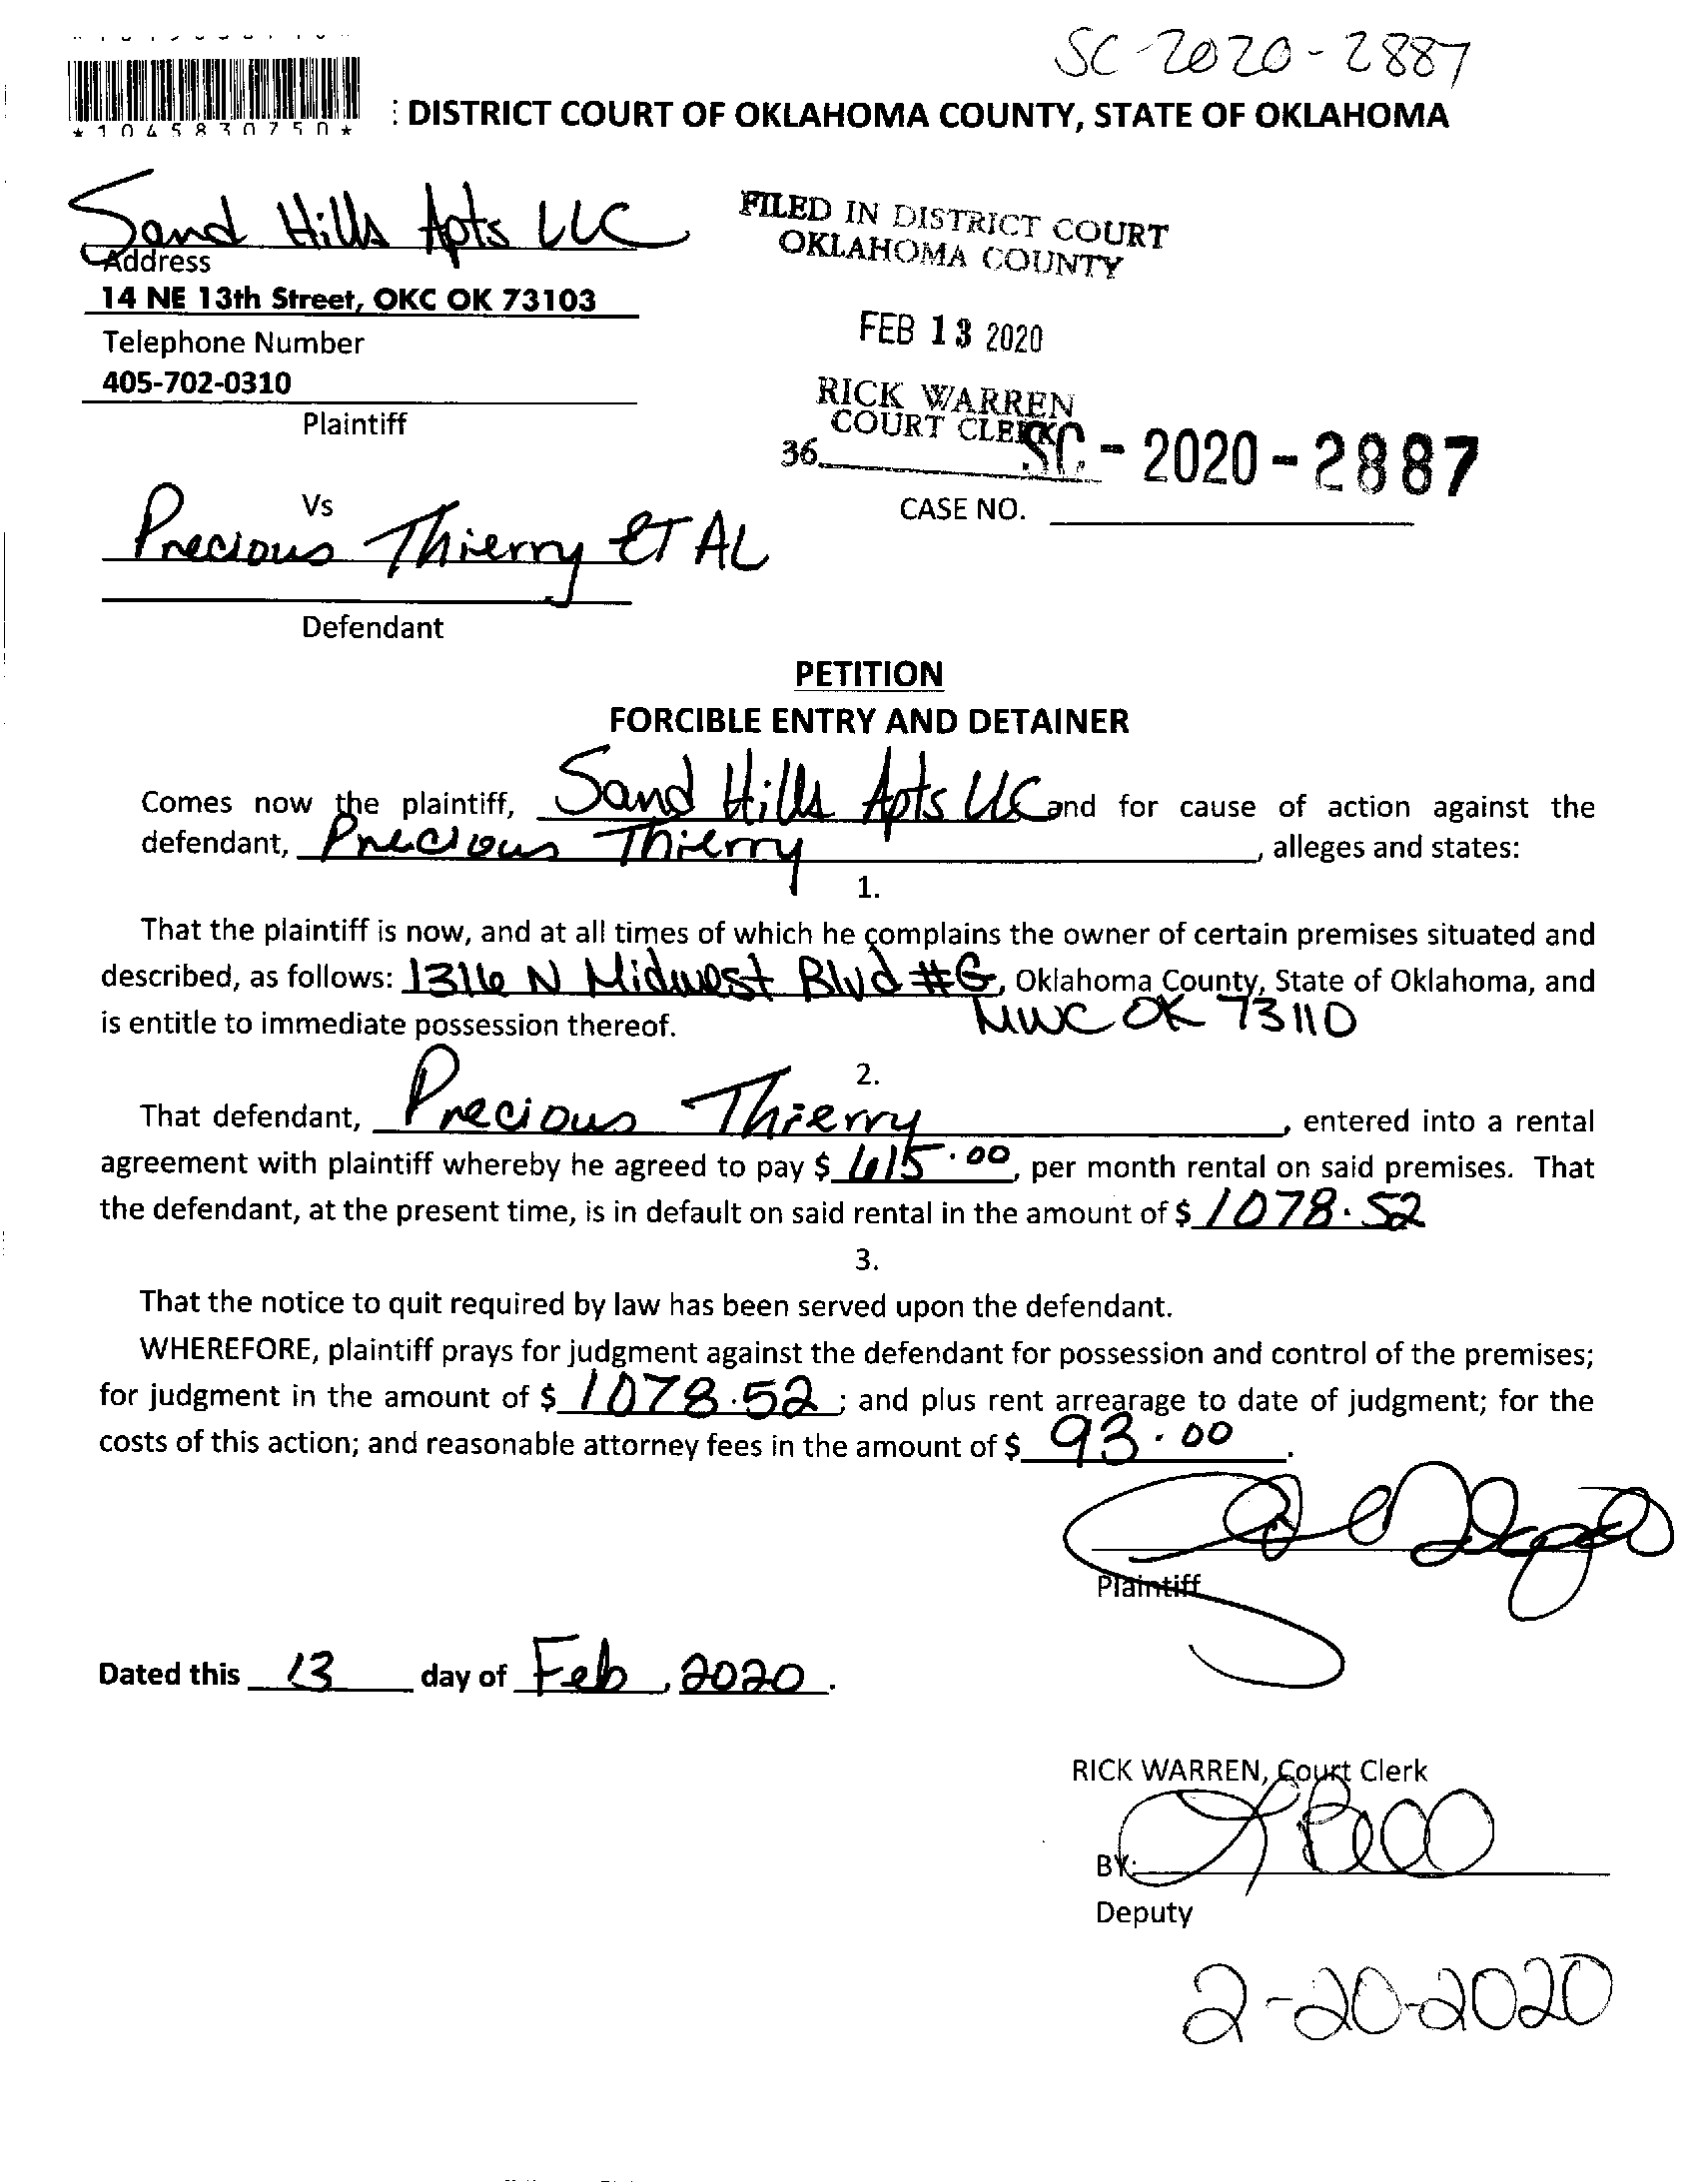 SC-2020-2887
*1045830750*
: DISTRICT COURT OF OKLAHOMA COUNTY, STATE OF OKLAHOMA
Sand Hills Apts LLC
Address
14 NE 13th Street, OKC OK 73103
Telephone Number
405-702-0310
Plaintiff
FILED IN DISTRICT COURT
OKLAHOMA COUNTY
FEB 13 2020
RICK WARREN
COURT CLERK
36
SC - 2020 - 2887
CASE NO.
Vs
Precious Thierry ET AL
Defendant
PETITION
FORCIBLE ENTRY AND DETAINER
Comes now the plaintiff, Sand Hills Apts LLC and for cause of action against the
defendant, Precious Thierry, alleges and states:
1.
That the plaintiff is now, and at all times of which he complains the owner of certain premises situated and
described, as follows: 1316 N Midwest Blvd #G, Oklahoma County, State of Oklahoma, and
is entitle to immediate possession thereof. MWC OK 73110
2.
That defendant, Precious Thierry, entered into a rental
agreement with plaintiff whereby he agreed to pay $ 615.00, per month rental on said premises. That
the defendant, at the present time, is in default on said rental in the amount of $ 1078.52
3.
That the notice to quit required by law has been served upon the defendant.
WHEREFORE, plaintiff prays for judgment against the defendant for possession and control of the premises;
for judgment in the amount of $ 1078.52; and plus rent arrearage to date of judgment; for the
costs of this action; and reasonable attorney fees in the amount of $ 93.00.
Plaintiff
Dated this 13 day of Feb, 2020.
RICK WARREN, Court Clerk
BY:
Deputy
2-20-2020